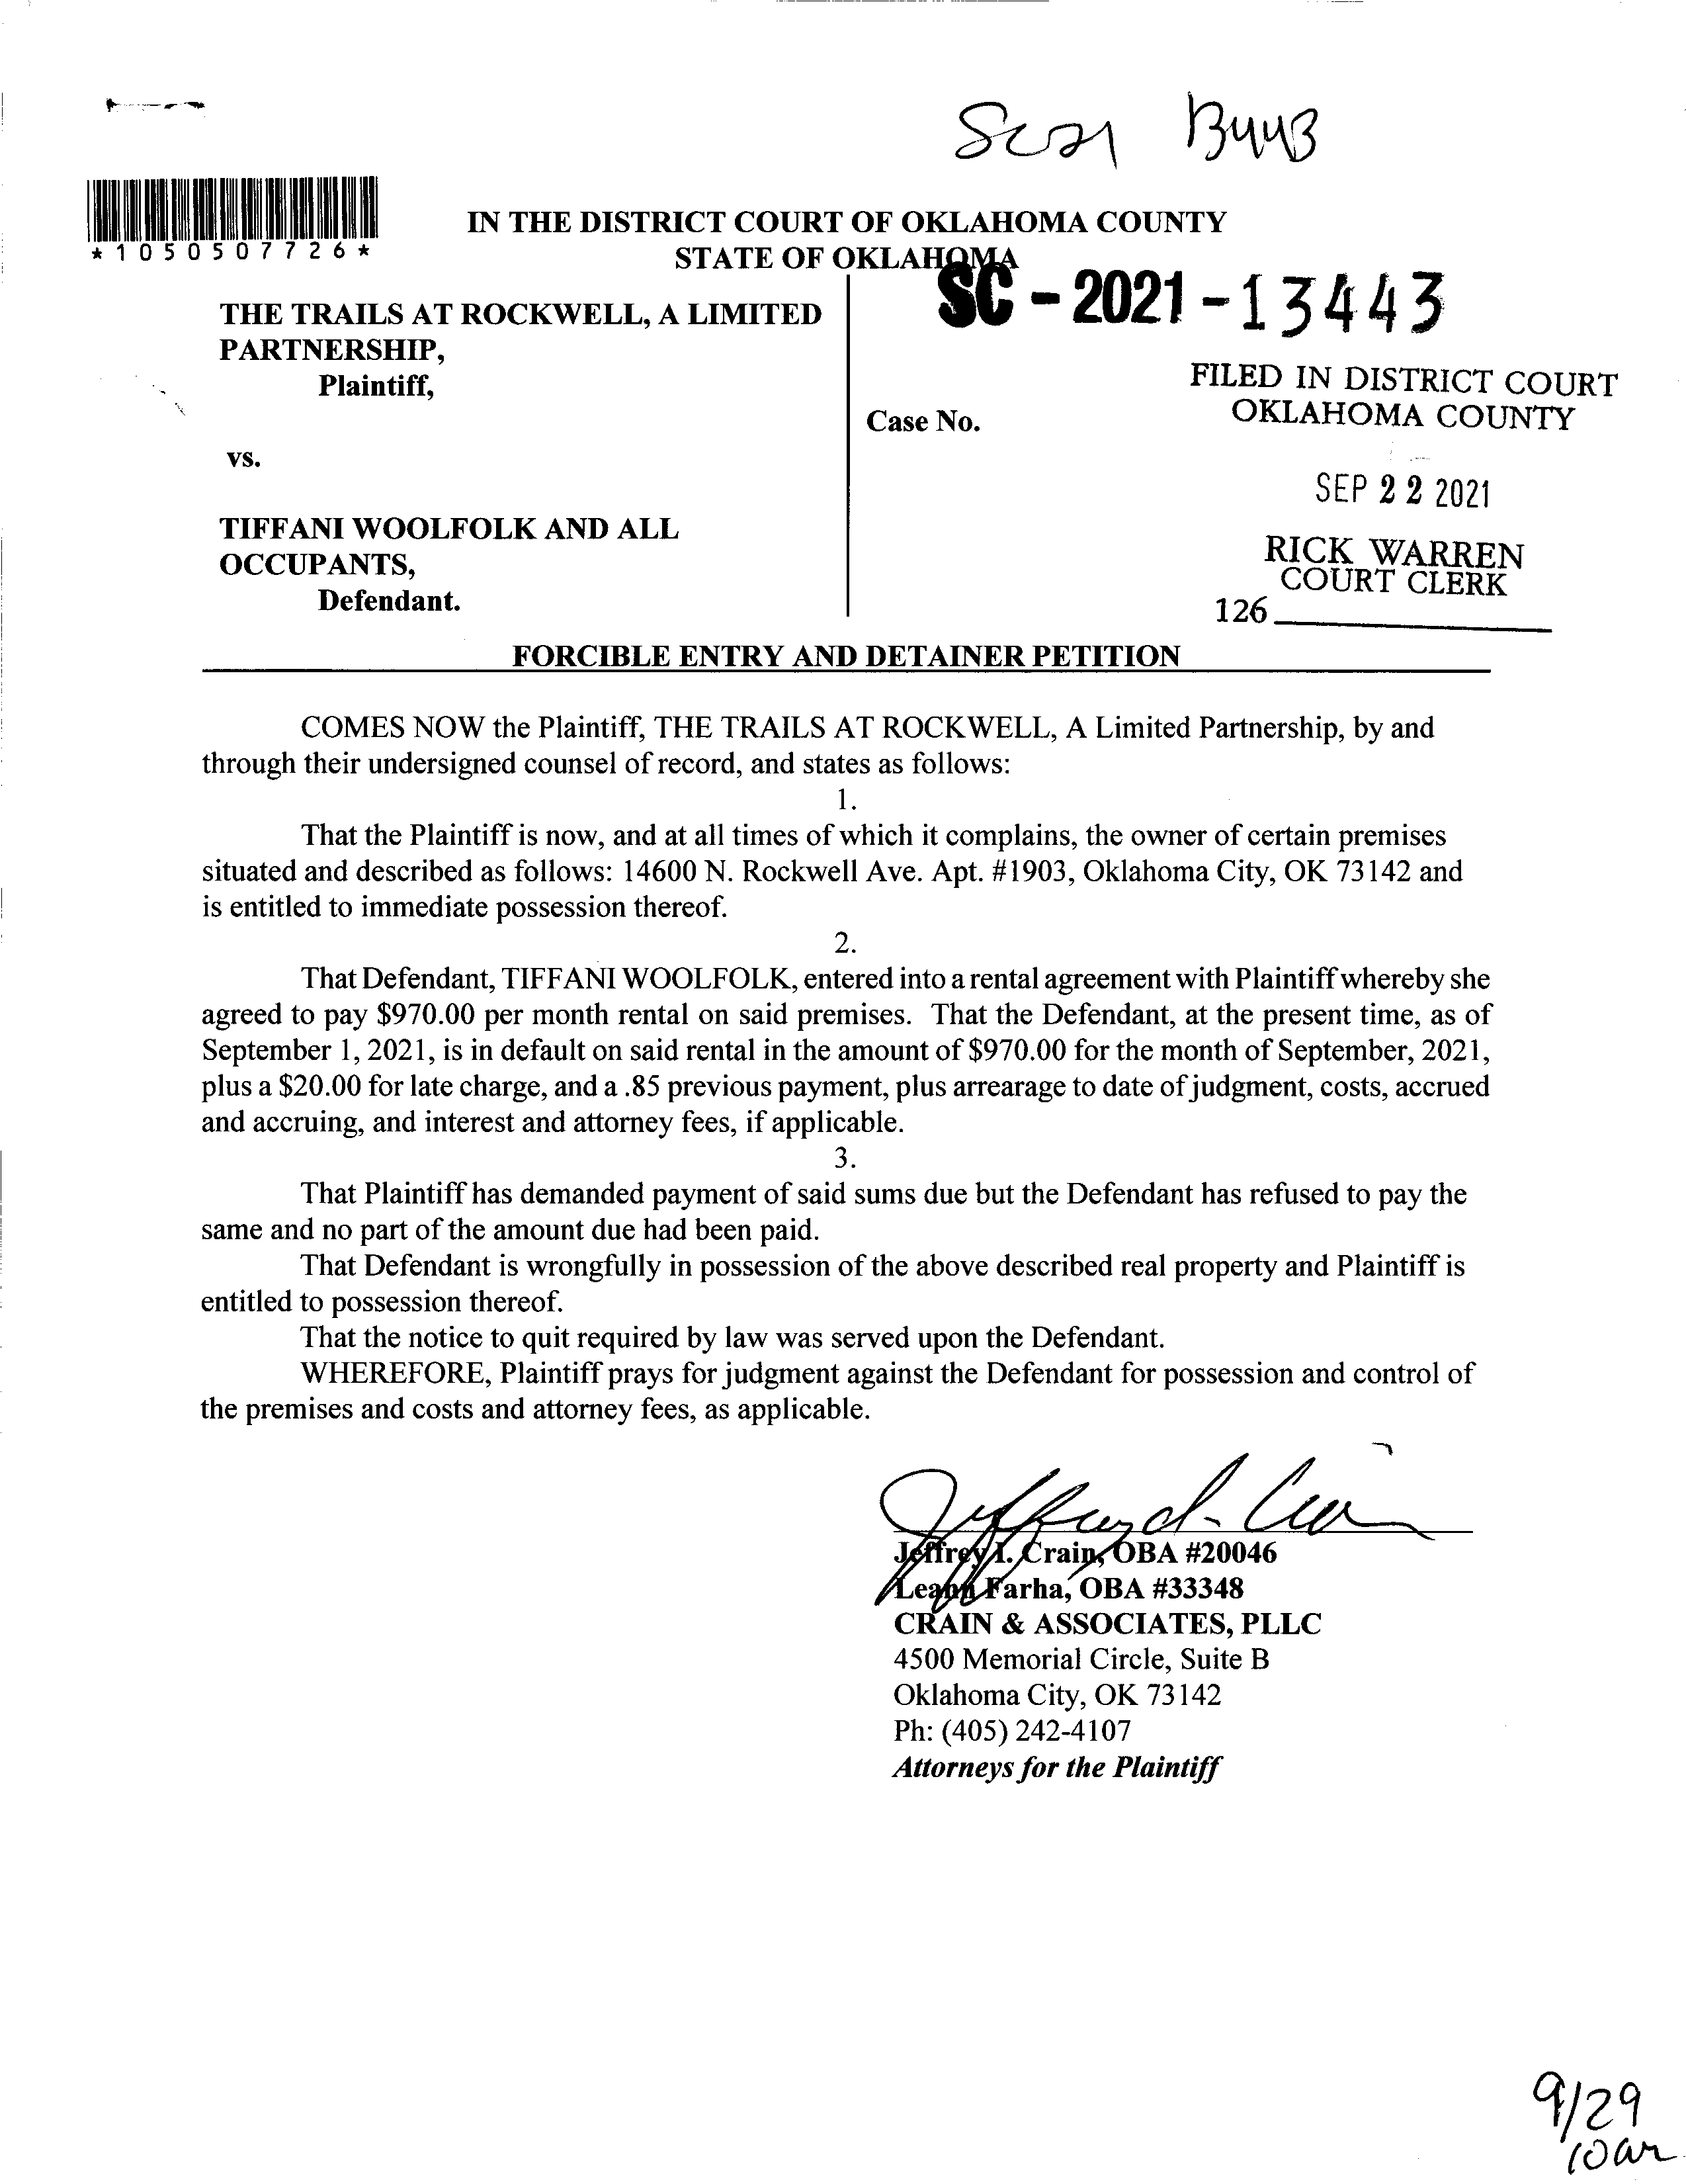 SC21 13443
*1050507726*
IN THE DISTRICT COURT OF OKLAHOMA COUNTY
STATE OF OKLAHOMA
SC - 2021 - 13443
THE TRAILS AT ROCKWELL, A LIMITED
PARTNERSHIP,
Plaintiff,
FILED IN DISTRICT COURT
OKLAHOMA COUNTY
Case No.
vs.
SEP 22 2021
TIFFANI WOOLFOLK AND ALL
OCCUPANTS,
Defendant.
RICK WARREN
COURT CLERK
126
FORCIBLE ENTRY AND DETAINER PETITION
COMES NOW the Plaintiff, THE TRAILS AT ROCKWELL, A Limited Partnership, by and
through their undersigned counsel of record, and states as follows:
1.
That the Plaintiff is now, and at all times of which it complains, the owner of certain premises
situated and described as follows: 14600 N. Rockwell Ave. Apt. #1903, Oklahoma City, OK 73142 and
is entitled to immediate possession thereof.
2.
That Defendant, TIFFANI WOOLFOLK, entered into a rental agreement with Plaintiff whereby she
agreed to pay $970.00 per month rental on said premises. That the Defendant, at the present time, as of
September 1, 2021, is in default on said rental in the amount of $970.00 for the month of September, 2021,
plus a $20.00 for late charge, and a .85 previous payment, plus arrearage to date of judgment, costs, accrued
and accruing, and interest and attorney fees, if applicable.
3.
That Plaintiff has demanded payment of said sums due but the Defendant has refused to pay the
same and no part of the amount due had been paid.
That Defendant is wrongfully in possession of the above described real property and Plaintiff is
entitled to possession thereof.
That the notice to quit required by law was served upon the Defendant.
WHEREFORE, Plaintiff prays for judgment against the Defendant for possession and control of
the premises and costs and attorney fees, as applicable.
Jeffrey I. Crain, OBA #20046
Leann Farha, OBA #33348
CRAIN & ASSOCIATES, PLLC
4500 Memorial Circle, Suite B
Oklahoma City, OK 73142
Ph: (405) 242-4107
Attorneys for the Plaintiff
9/29
10am